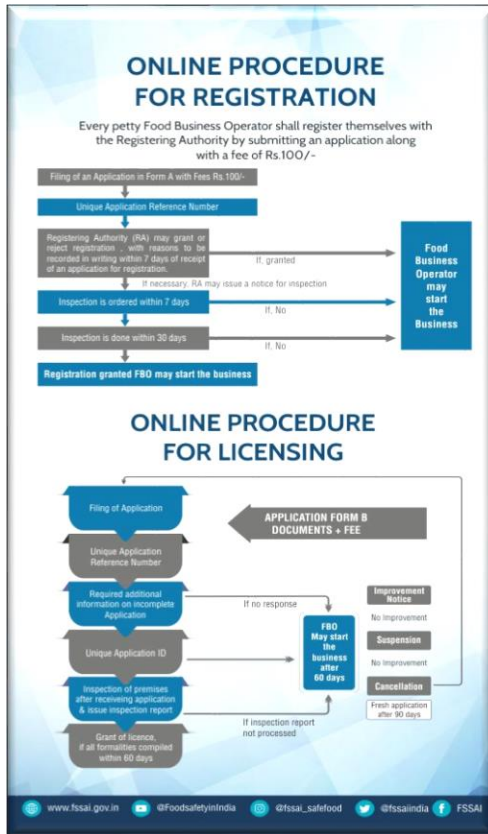 ONLINE PROCEDURE
FOR REGISTRATION
Every petty Food Business Operator shall register themselves with
the Registering Authority by submitting an application along
with a fee of Rs.100/-
Filing of an Application in Form A with Fees Rs.100/-
Unique Application Reference Number
Registering Authority (RA) may grant or
reject registration , with reasons to be
recorded in writing within 7 days of receipt
of an application for registration.
If, granted
Food
Business
Operator
may
start
the
Business
If necessary, RA may issue a notice for inspection
Inspection is ordered within 7 days
If, No
Inspection is done within 30 days
If, No
Registration granted FBO may start the business
ONLINE PROCEDURE
FOR LICENSING
Filing of Application
APPLICATION FORM B
DOCUMENTS + FEE
Unique Application
Reference Number
Required additional
information on incomplete
Application
If no response
Unique Application ID
FBO
May start
the
business
after
60 days
Improvement
Notice
No Improvement
Suspension
No Improvement
Cancellation
Fresh application
after 90 days
Inspection of premises
after receiveing application
& issue inspection report
If inspection report
not processed
Grant of licence,
if all formalities compiled
within 60 days
www.fssai.gov.in
@FoodsafetyinIndia
@fssai_safefood
@fssaiindia
FSSAI